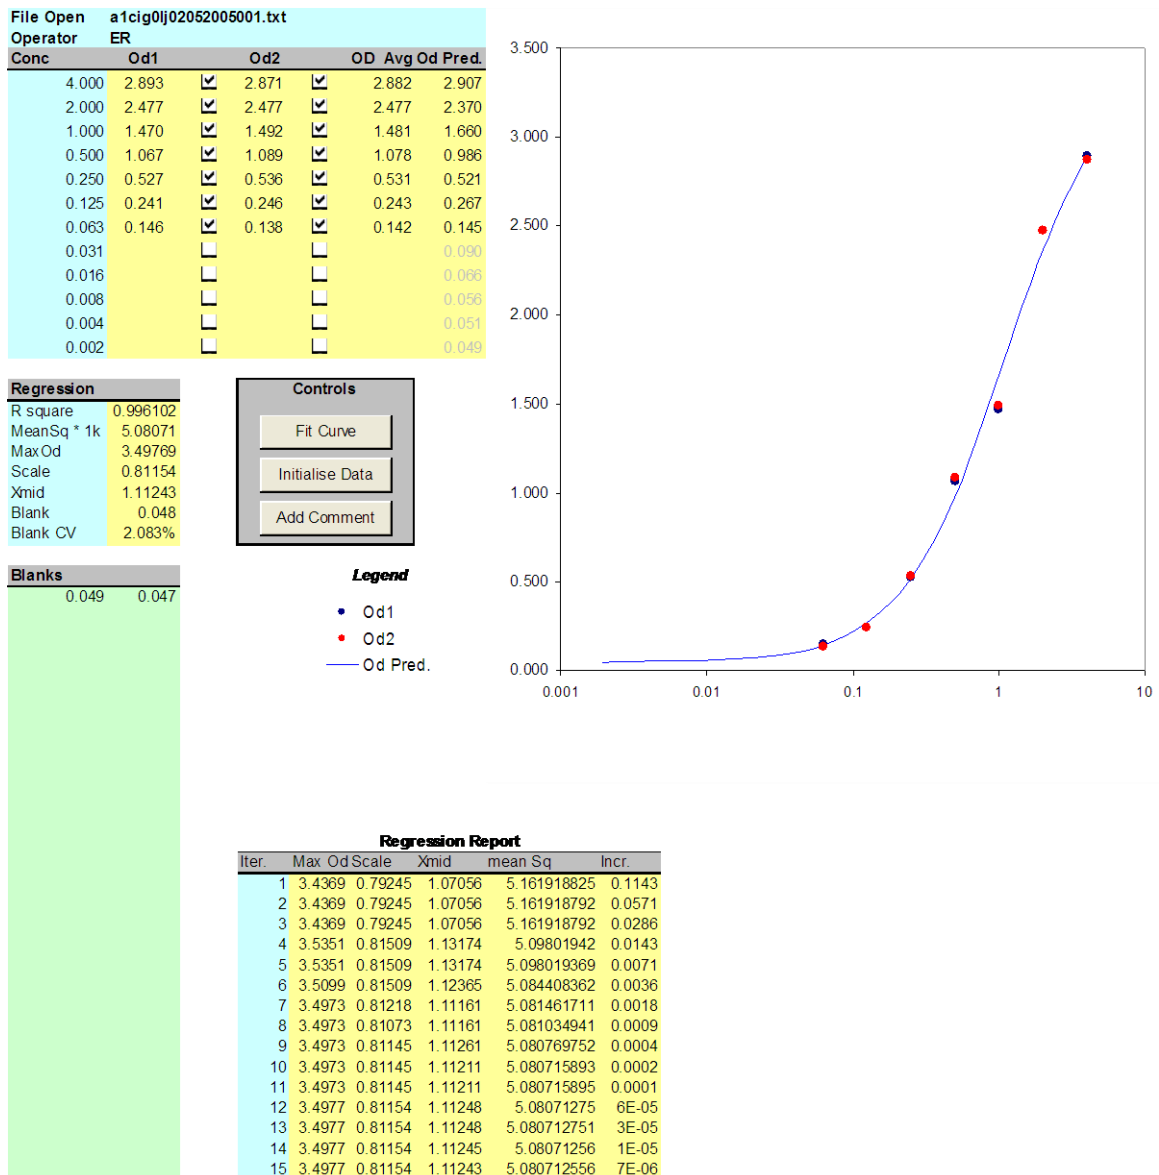 File Open a1cig0lj02052005001.txt
Operator ER
Conc Od1 Od2 OD Avg Od Pred.
4.000 2.893 2.871 2.882 2.907
2.000 2.477 2.477 2.477 2.370
1.000 1.470 1.492 1.481 1.660
0.500 1.067 1.089 1.078 0.986
0.250 0.527 0.536 0.531 0.521
0.125 0.241 0.246 0.243 0.267
0.063 0.146 0.138 0.142 0.145
0.031 0.090
0.016 0.066
0.008 0.056
0.004 0.051
0.002 0.049
Regression
R square 0.996102
MeanSq * 1k 5.08071
MaxOd 3.49769
Scale 0.81154
Xmid 1.11243
Blank 0.048
Blank CV 2.083%
Controls
Fit Curve
Initialise Data
Add Comment
Blanks
0.049 0.047
Legend
Od1
Od2
Od Pred.
3.500
3.000
2.500
2.000
1.500
1.000
0.500
0.000
0.001 0.01 0.1 1 10
Regression Report
Iter. Max Od Scale Xmid mean Sq Incr.
1 3.4369 0.79245 1.07056 5.161918825 0.1143
2 3.4369 0.79245 1.07056 5.161918792 0.0571
3 3.4369 0.79245 1.07056 5.161918792 0.0286
4 3.5351 0.81509 1.13174 5.09801942 0.0143
5 3.5351 0.81509 1.13174 5.098019369 0.0071
6 3.5099 0.81509 1.12365 5.084408362 0.0036
7 3.4973 0.81218 1.11161 5.081461711 0.0018
8 3.4973 0.81073 1.11161 5.081034941 0.0009
9 3.4973 0.81145 1.11261 5.080769752 0.0004
10 3.4973 0.81145 1.11211 5.080715893 0.0002
11 3.4973 0.81145 1.11211 5.080715895 0.0001
12 3.4977 0.81154 1.11248 5.08071275 6E-05
13 3.4977 0.81154 1.11248 5.080712751 3E-05
14 3.4977 0.81154 1.11245 5.08071256 1E-05
15 3.4977 0.81154 1.11243 5.080712556 7E-06